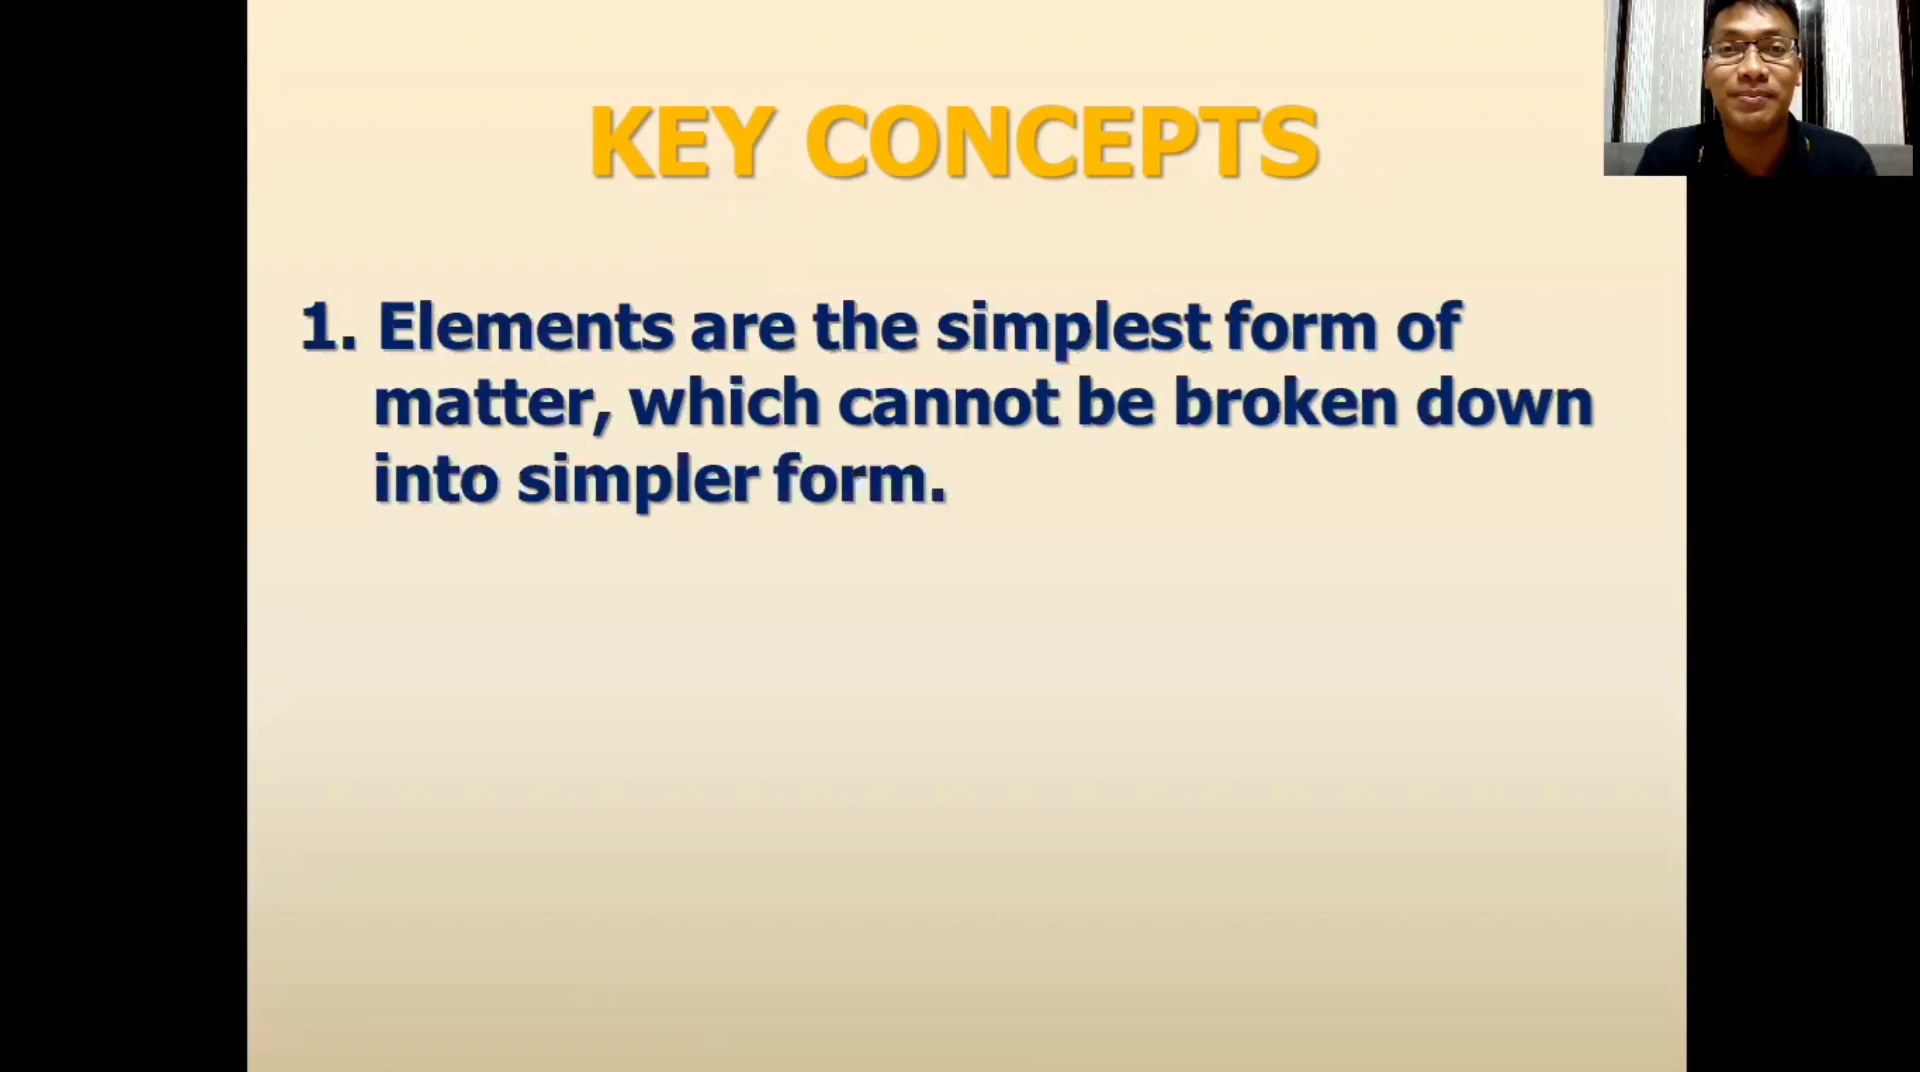 KEY CONCEPTS
1. Elements are the simplest form of
matter, which cannot be broken down
into simpler form.